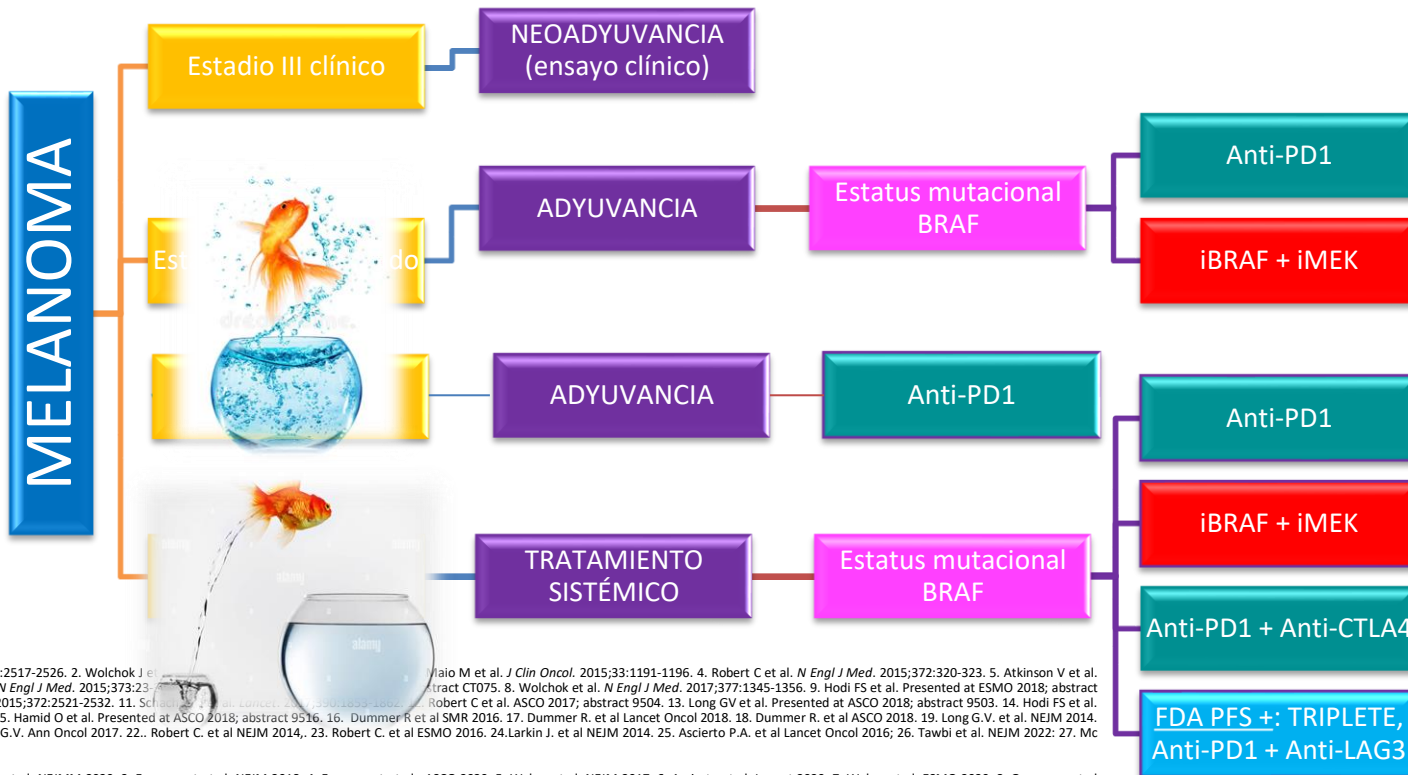 MELANOMA
Estadio III clínico
NEOADYUVANCIA
(ensayo clínico)
ADYUVANCIA
Estatus mutacional
BRAF
Anti-PD1
iBRAF + iMEK
ADYUVANCIA
Anti-PD1
TRATAMIENTO
SISTÉMICO
Estatus mutacional
BRAF
Anti-PD1
iBRAF + iMEK
Anti-PD1 + Anti-CTLA4
FDA PFS +: TRIPLETE,
Anti-PD1 + Anti-LAG3
alamy
:2517-2526. 2. Wolchok J et Maio M et al. J Clin Oncol. 2015;33:1191-1196. 4. Robert C et al. N Engl J Med. 2015;372:320-323. 5. Atkinson V et al.
N Engl J Med. 2015;373:23- stract CT075. 8. Wolchok et al. N Engl J Med. 2017;377:1345-1356. 9. Hodi FS et al. Presented at ESMO 2018; abstract
2015;372:2521-2532. 11. Robert C et al. ASCO 2017; abstract 9504. 13. Long GV et al. Presented at ASCO 2018; abstract 9503. 14. Hodi FS et al.
5. Hamid O et al. Presented at ASCO 2018; abstract 9516. 16. Dummer R et al SMR 2016. 17. Dummer R. et al Lancet Oncol 2018. 18. Dummer R. et al ASCO 2018. 19. Long G.V. et al. NEJM 2014.
G.V. Ann Oncol 2017. 22.. Robert C. et al NEJM 2014,. 23. Robert C. et al ESMO 2016. 24.Larkin J. et al NEJM 2014. 25. Ascierto P.A. et al Lancet Oncol 2016; 26. Tawbi et al. NEJM 2022: 27. Mc